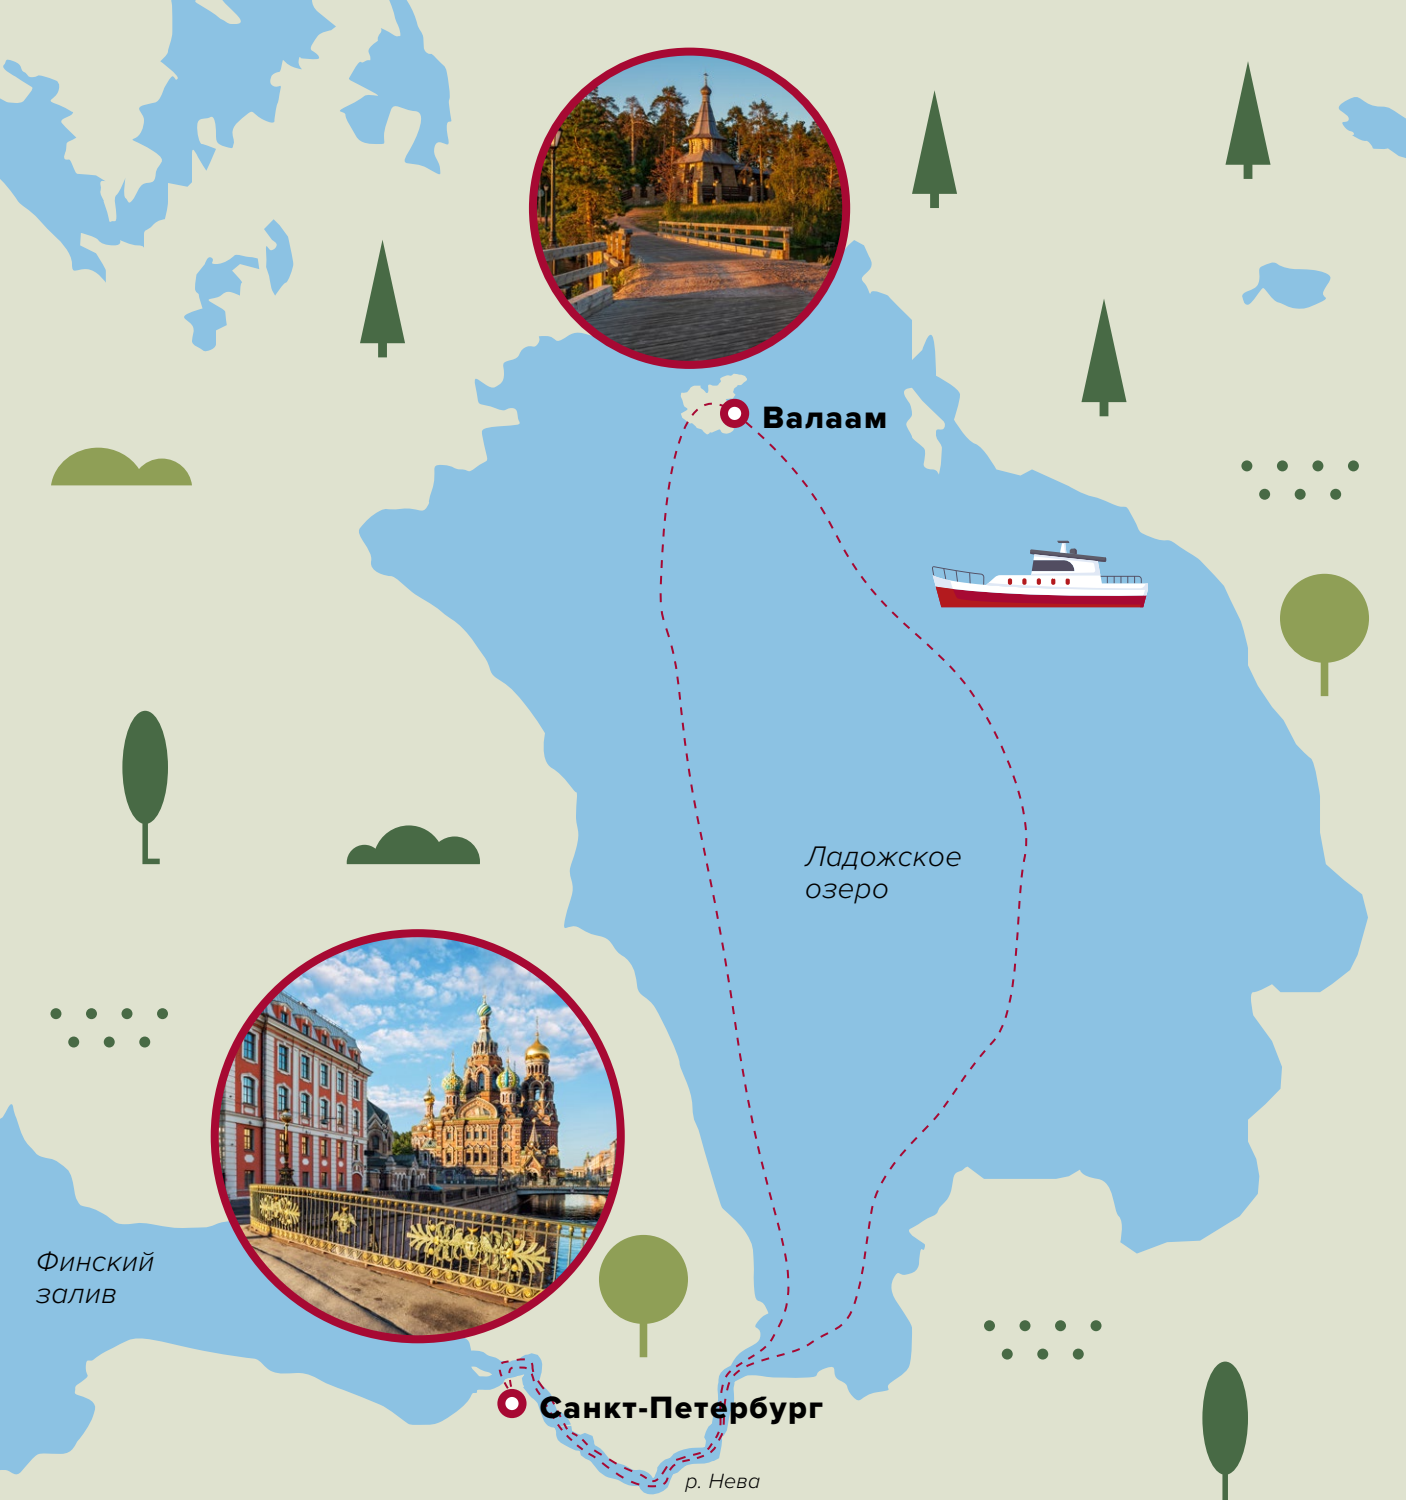 Валаам
Ладожское
озеро
Финский
залив
Санкт-Петербург
р. Нева